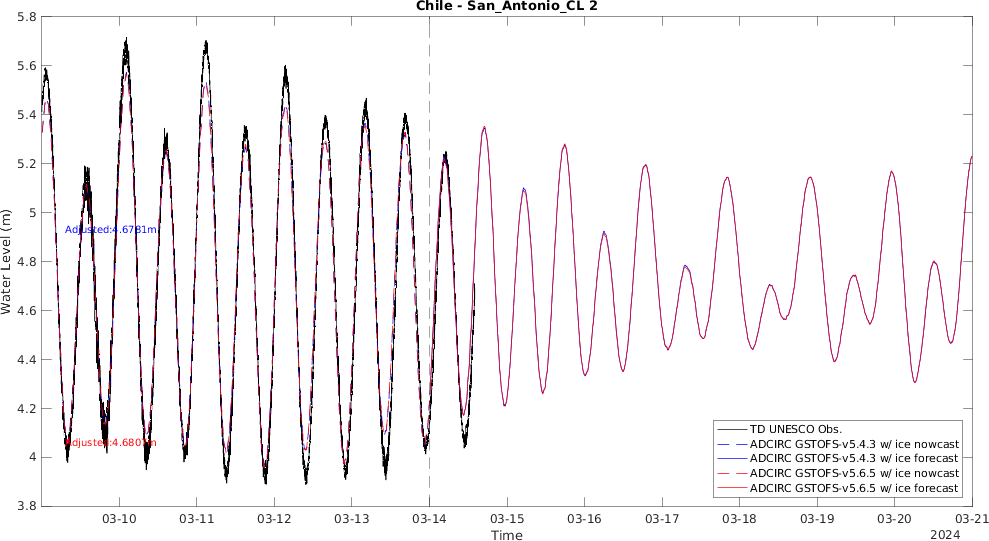 Chile - San_Antonio_CL 2
5.8
5.6
5.4
5.2
5
4.8
4.6
4.4
4.2
4
3.8
Water Level (m)
Adjusted:4.6781m
Adjusted:4.6801m
TD UNESCO Obs.
ADCIRC GSTOFS-v5.4.3 w/ ice nowcast
ADCIRC GSTOFS-v5.4.3 w/ ice forecast
ADCIRC GSTOFS-v5.6.5 w/ ice nowcast
ADCIRC GSTOFS-v5.6.5 w/ ice forecast
03-10 03-11 03-12 03-13 03-14 03-15 03-16 03-17 03-18 03-19 03-20 03-21
Time
2024